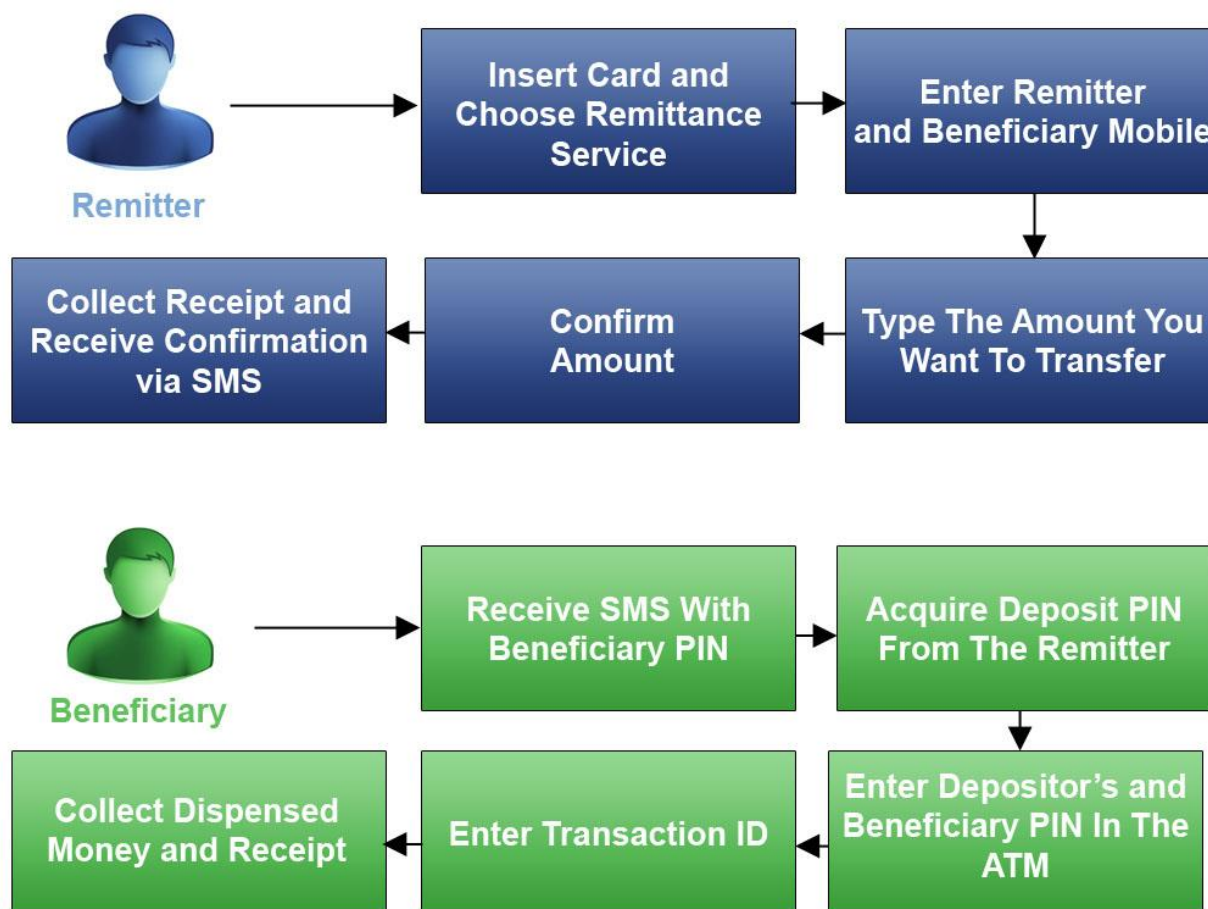 Remitter
Insert Card and
Choose Remittance
Service
Enter Remitter
and Beneficiary Mobile
Type The Amount You
Want To Transfer
Confirm
Amount
Collect Receipt and
Receive Confirmation
via SMS
Beneficiary
Receive SMS With
Beneficiary PIN
Acquire Deposit PIN
From The Remitter
Enter Depositor’s and
Beneficiary PIN In The
ATM
Enter Transaction ID
Collect Dispensed
Money and Receipt